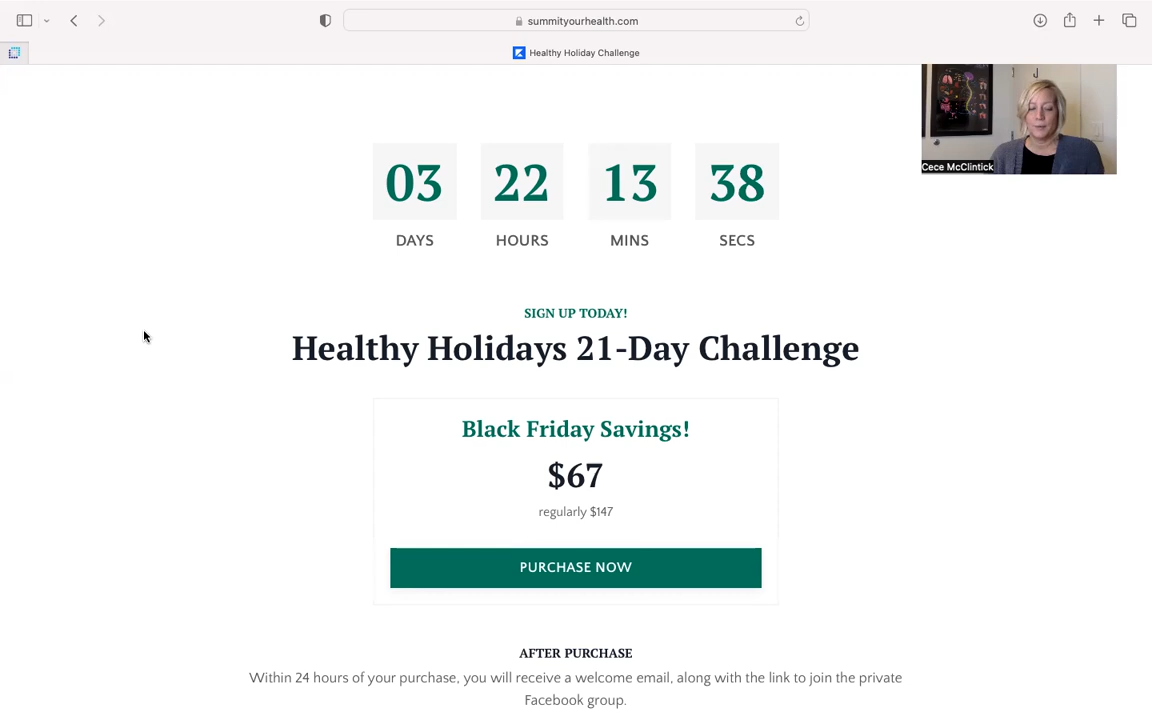 summityourhealth.com
Healthy Holiday Challenge
Cece McClintick
03 22 13 38
DAYS HOURS MINS SECS
SIGN UP TODAY!
Healthy Holidays 21-Day Challenge
Black Friday Savings!
$67
regularly $147
PURCHASE NOW
AFTER PURCHASE
Within 24 hours of your purchase, you will receive a welcome email, along with the link to join the private
Facebook group.